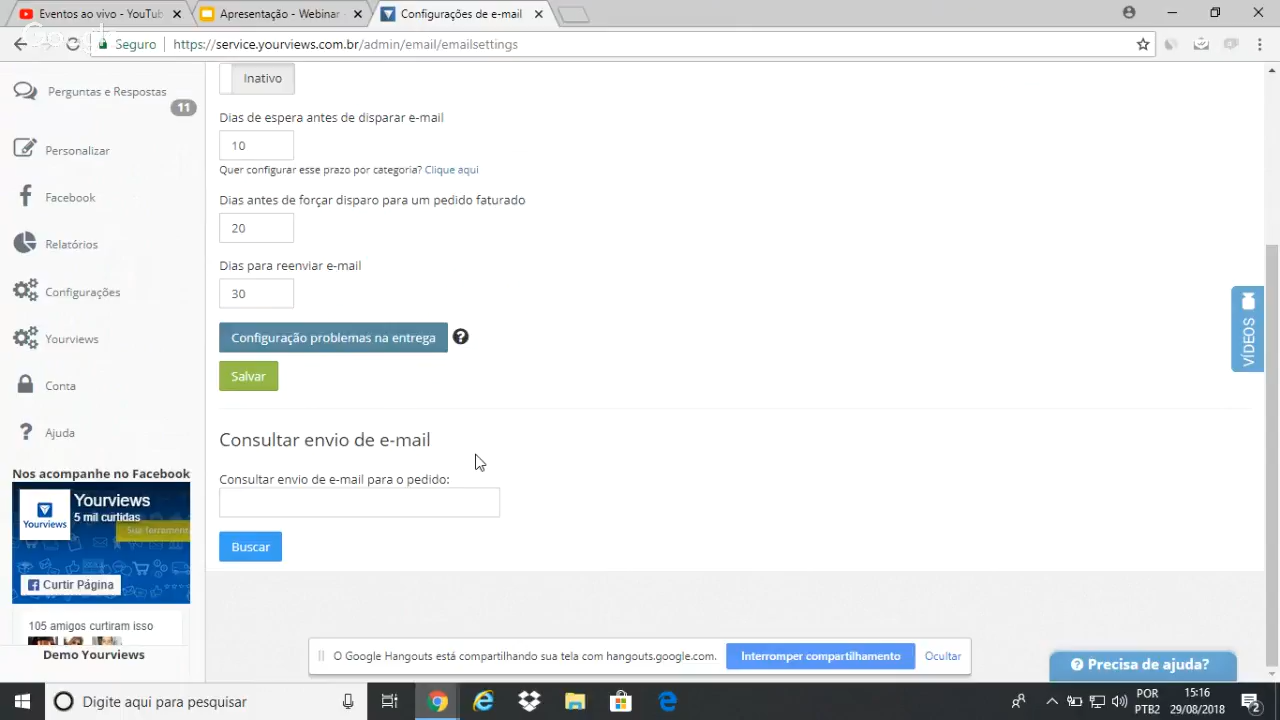 Eventos ao vivo - YouTub
Apresentação - Webinar
Configurações de e-mail
Google
Seguro
https://service.yourviews.com.br/admin/email/emailsettings
Perguntas e Respostas
11
Personalizar
Facebook
Relatórios
Configurações
Yourviews
Conta
Ajuda
Nos acompanhe no Facebook
Yourviews
5 mil curtidas
Yourviews
Sua ferramenta
Curtir Página
105 amigos curtiram isso
Demo Yourviews
Inativo
Dias de espera antes de disparar e-mail
10
Quer configurar esse prazo por categoria? Clique aqui
Dias antes de forçar disparo para um pedido faturado
20
Dias para reenviar e-mail
30
Configuração problemas na entrega
Salvar
Consultar envio de e-mail
Consultar envio de e-mail para o pedido:
Buscar
VÍDEOS
O Google Hangouts está compartilhando sua tela com hangouts.google.com.
Interromper compartilhamento
Ocultar
Precisa de ajuda?
Digite aqui para pesquisar
POR
PTB2
15:16
29/08/2018
2